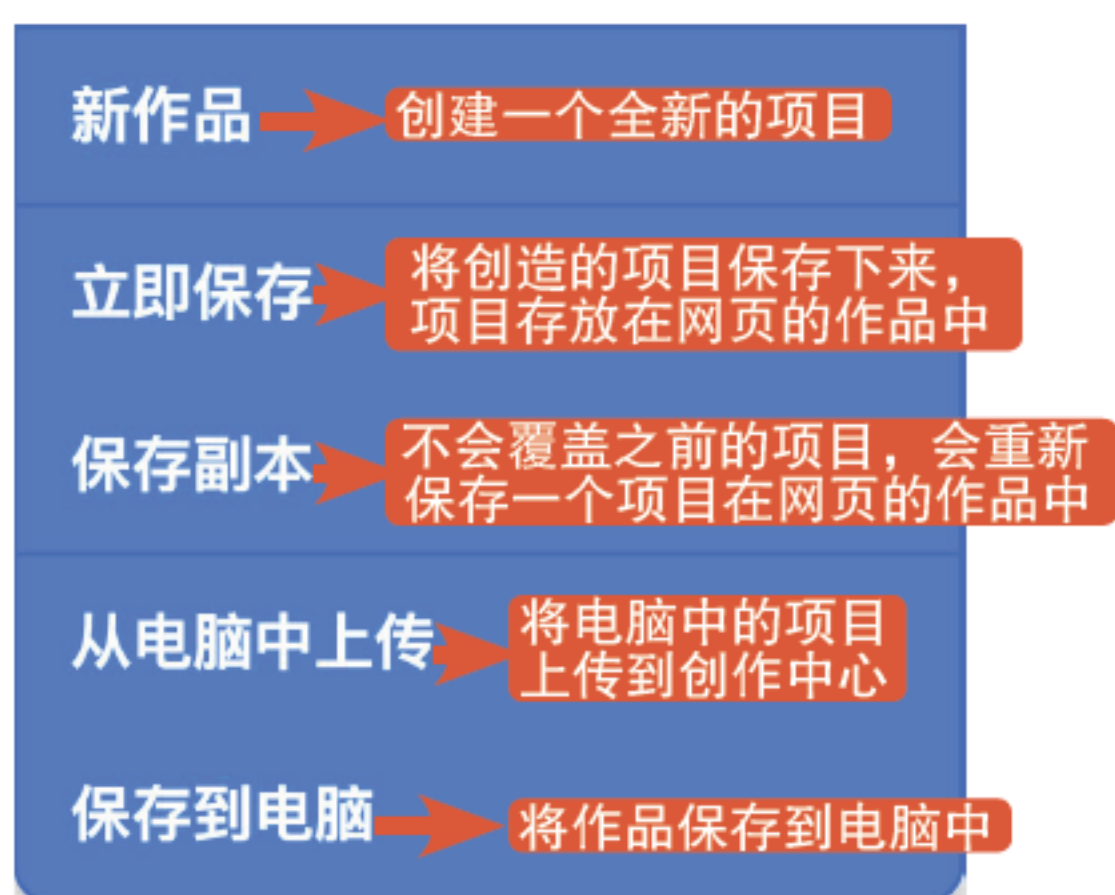 新作品
创建一个全新的项目
立即保存
将创造的项目保存下来，
项目存放在网页的作品中
保存副本
不会覆盖之前的项目，会重新
保存一个项目在网页的作品中
从电脑中上传
将电脑中的项目
上传到创作中心
保存到电脑
将作品保存到电脑中